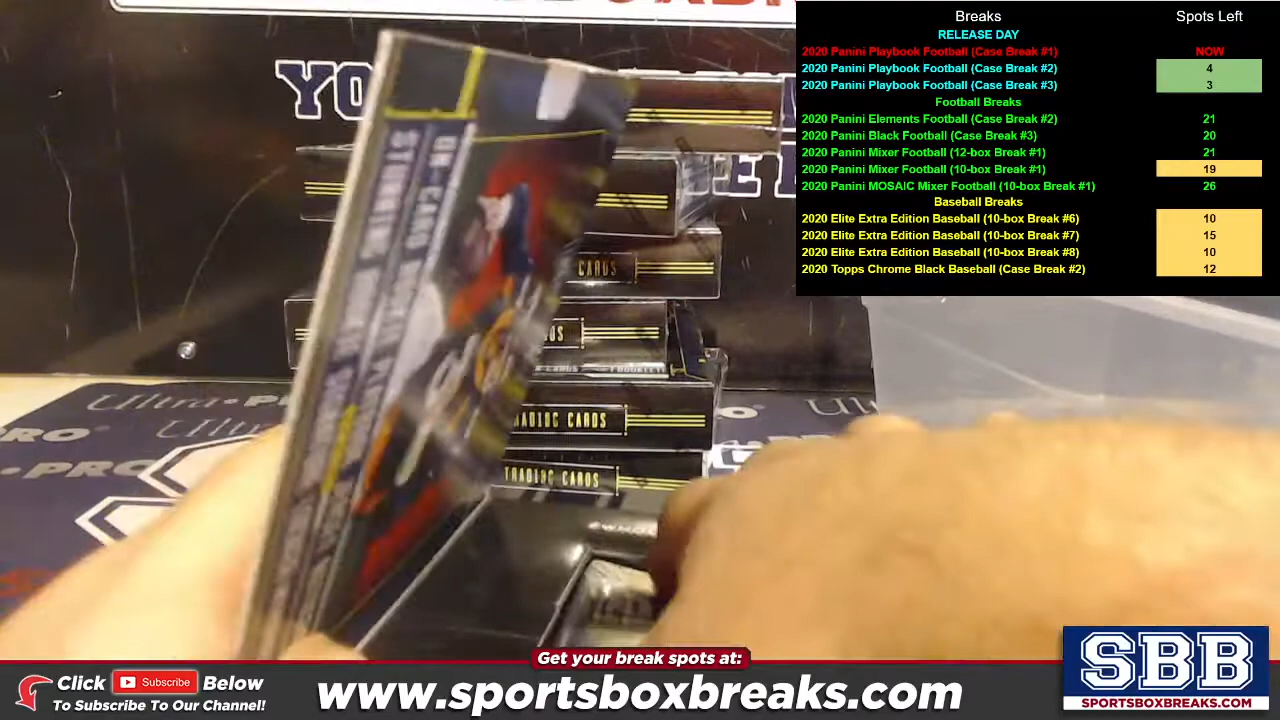 Breaks Spots Left
RELEASE DAY
2020 Panini Playbook Football (Case Break #1) NOW
2020 Panini Playbook Football (Case Break #2) 4
2020 Panini Playbook Football (Case Break #3) 3
Football Breaks
2020 Panini Elements Football (Case Break #2) 21
2020 Panini Black Football (Case Break #3) 20
2020 Panini Mixer Football (12-box Break #1) 21
2020 Panini Mixer Football (10-box Break #1) 19
2020 Panini MOSAIC Mixer Football (10-box Break #1) 26
Baseball Breaks
2020 Elite Extra Edition Baseball (10-box Break #6) 10
2020 Elite Extra Edition Baseball (10-box Break #7) 15
2020 Elite Extra Edition Baseball (10-box Break #8) 10
2020 Topps Chrome Black Baseball (Case Break #2) 12
YO
E B
CARDS
TRADING CARDS
Ultra
PRO
PRO
Get your break spots at:
Click Subscribe Below
To Subscribe To Our Channel!
www.sportsboxbreaks.com
SBB
SPORTSBOXBREAKS.COM